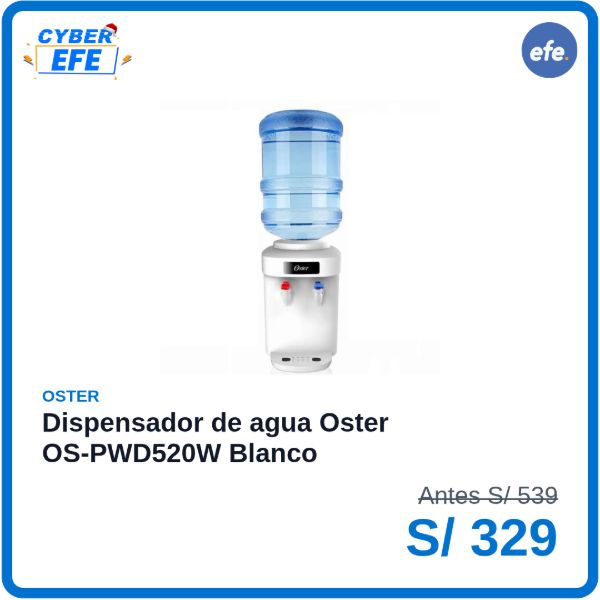 CYBER
EFE
efe.
Oster
OSTER
Dispensador de agua Oster
OS-PWD520W Blanco
Antes S/ 539
S/ 329